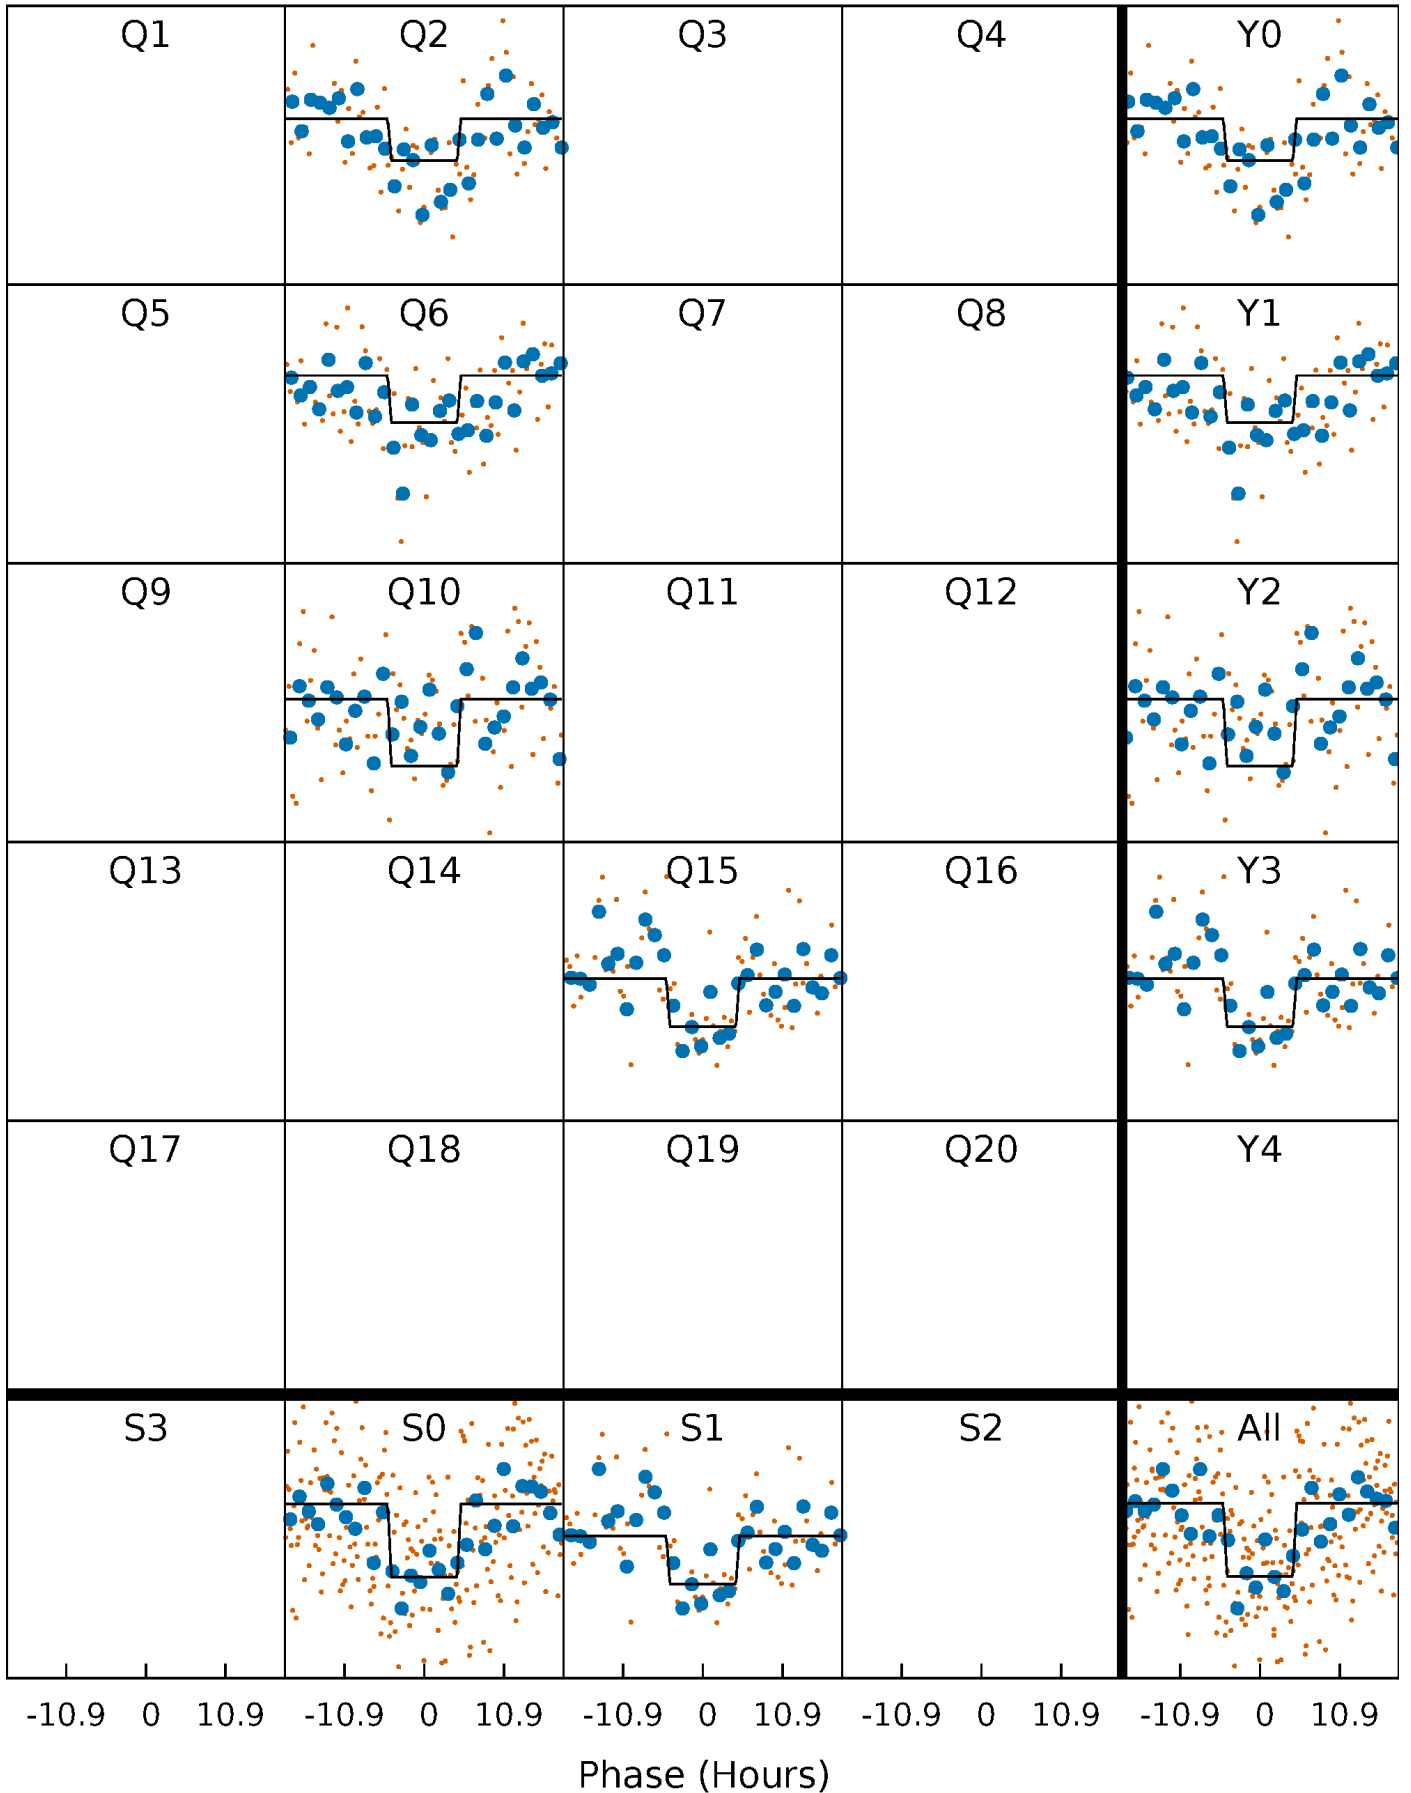 Q1 Q2 Q3 Q4 Y0
Q5 Q6 Q7 Q8 Y1
Q9 Q10 Q11 Q12 Y2
Q13 Q14 Q15 Q16 Y3
Q17 Q18 Q19 Q20 Y4
S3 S0 S1 S2 All
-10.9 0 10.9 -10.9 0 10.9 -10.9 0 10.9 -10.9 0 10.9 -10.9 0 10.9
Phase (Hours)